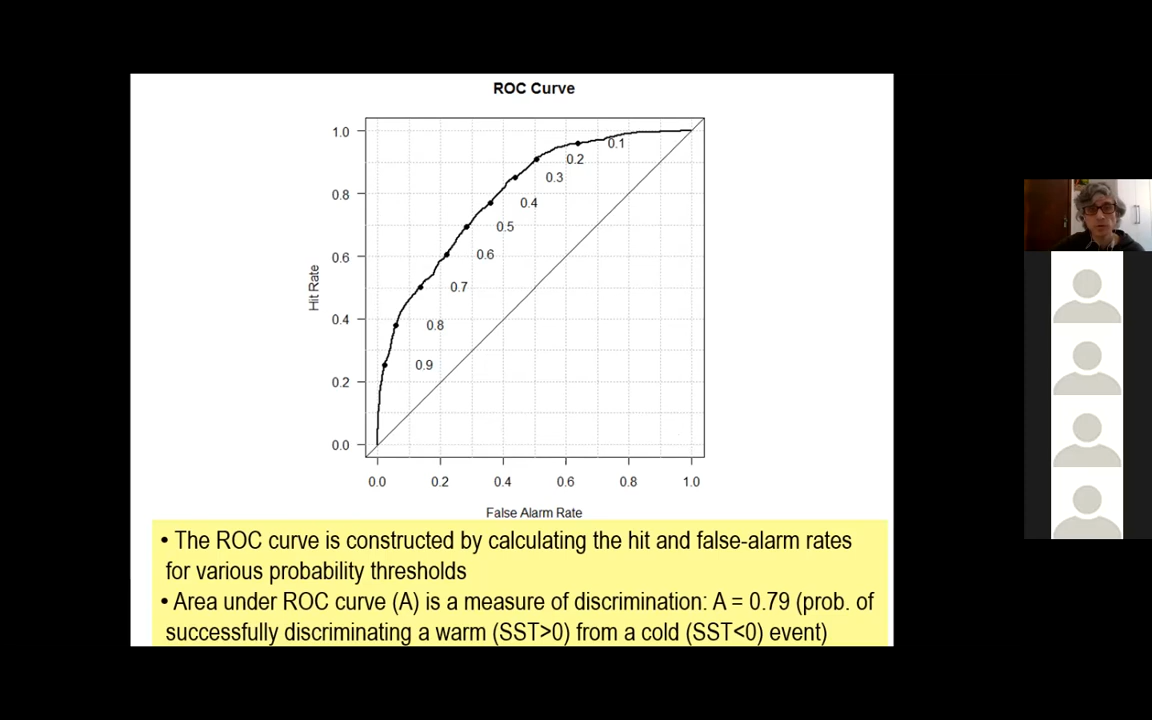 ROC Curve
1.0
0.8
0.6
0.4
0.2
0.0
Hit Rate
0.1
0.2
0.3
0.4
0.5
0.6
0.7
0.8
0.9
0.0 0.2 0.4 0.6 0.8 1.0
False Alarm Rate
• The ROC curve is constructed by calculating the hit and false-alarm rates
for various probability thresholds
• Area under ROC curve (A) is a measure of discrimination: A = 0.79 (prob. of
successfully discriminating a warm (SST>0) from a cold (SST<0) event)